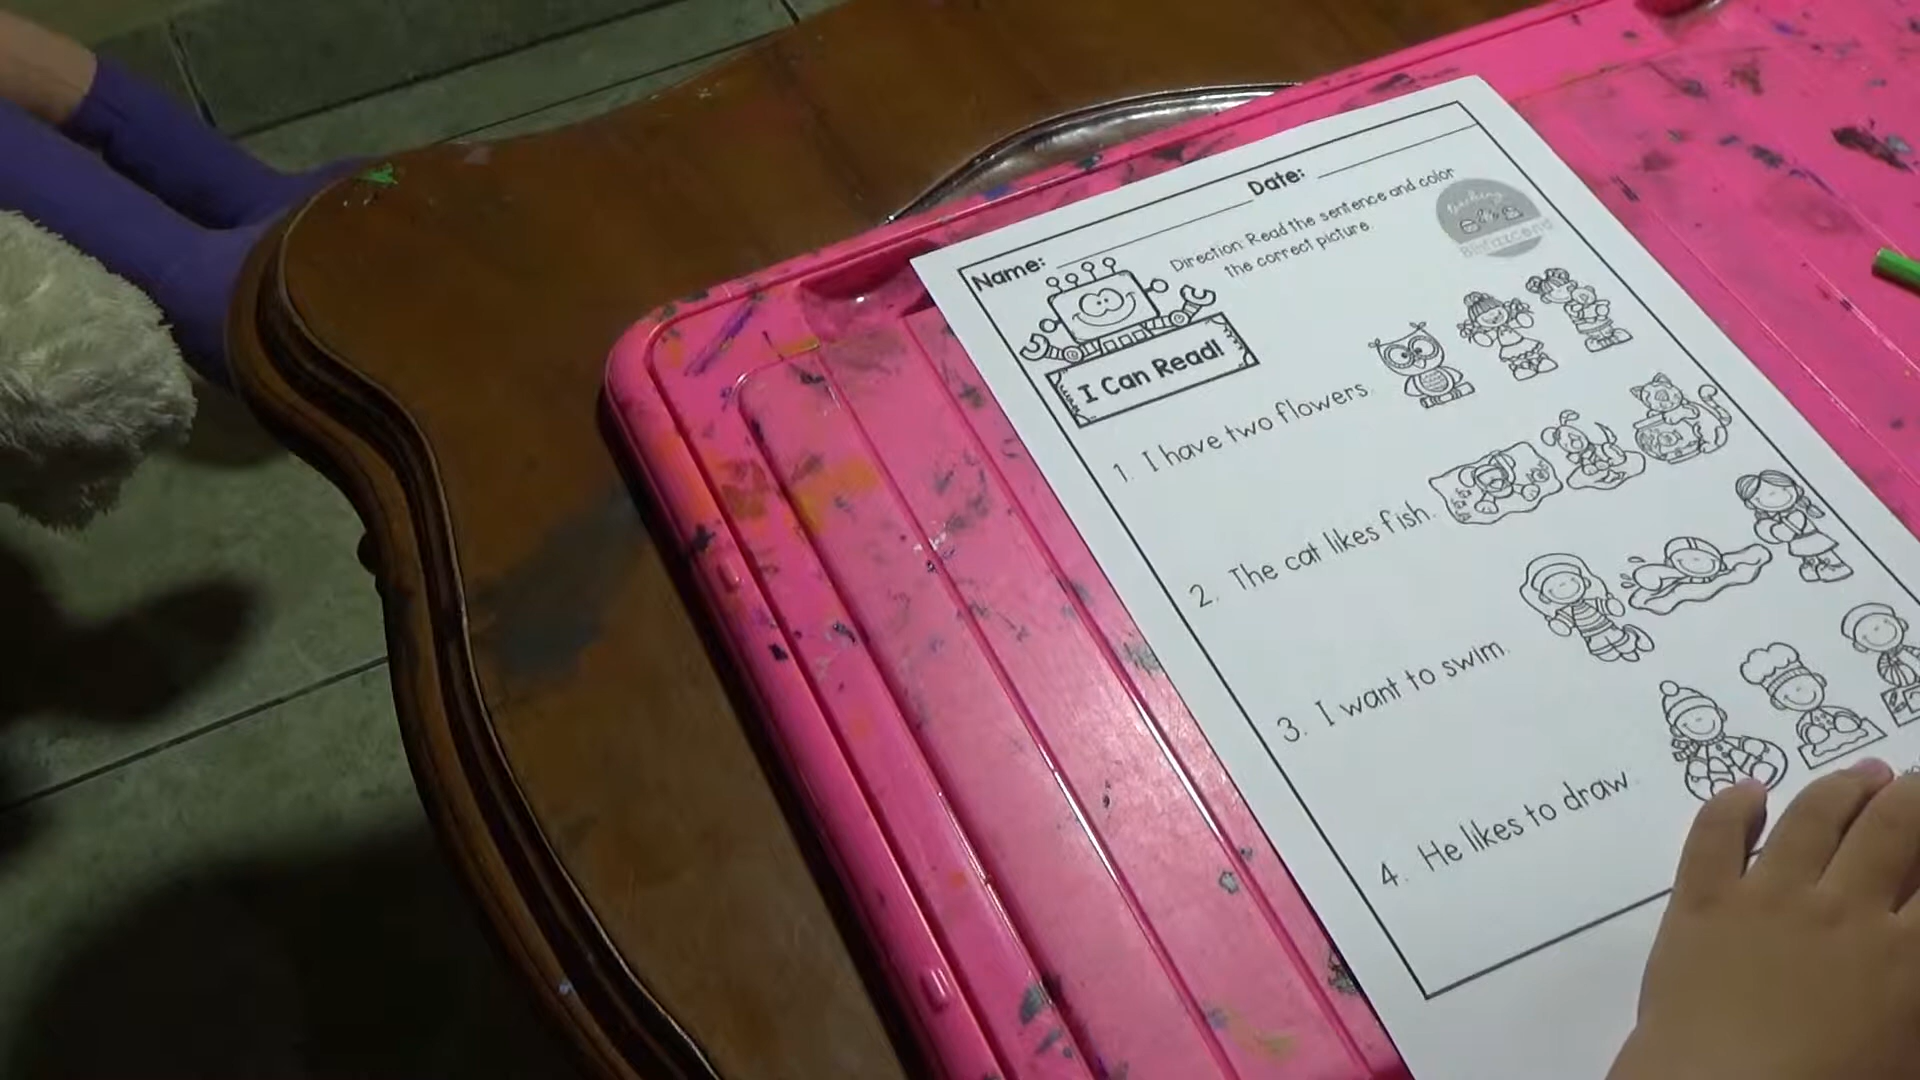 Name: Date:
Direction: Read the sentence and color
the correct picture.
teaching
I Can Read!
1. I have two flowers.
2. The cat likes fish.
3. I want to swim.
4. He likes to draw